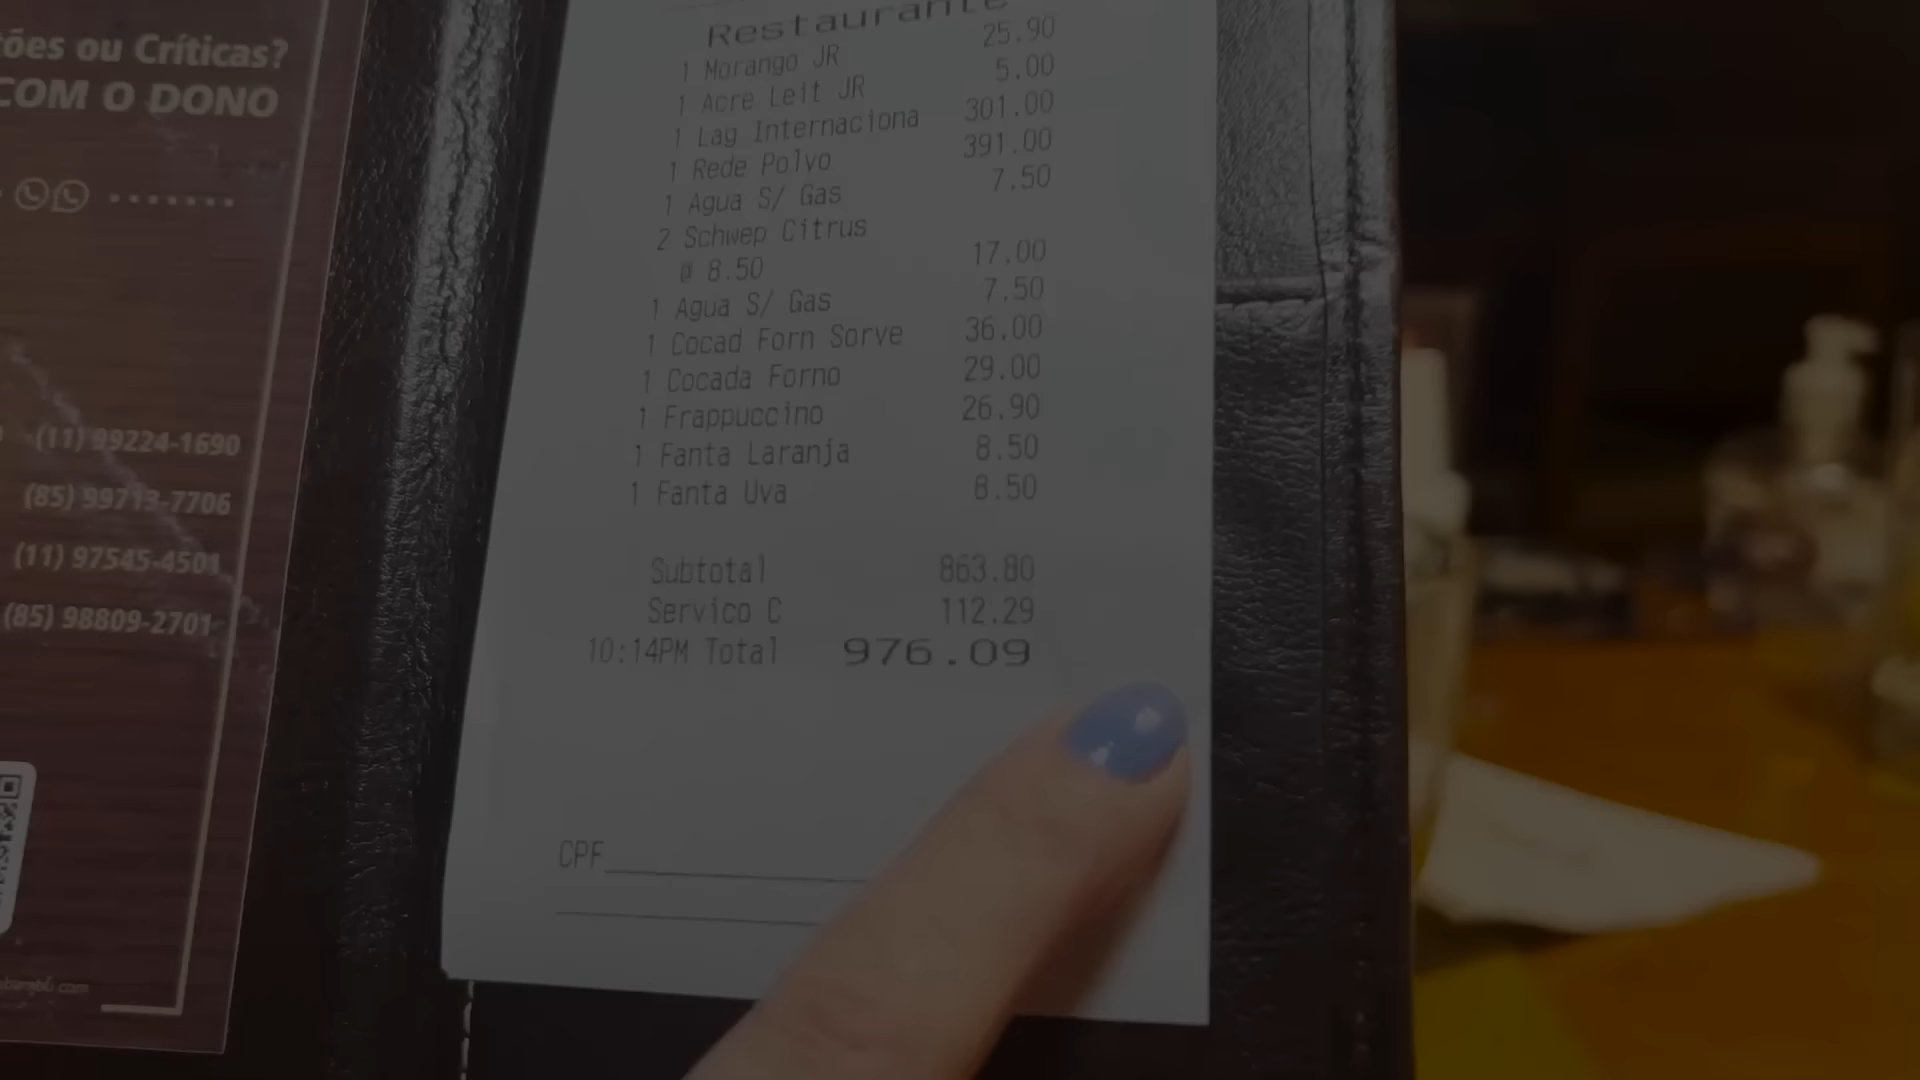 ões ou Críticas?
COM O DONO
(11) 99224-1690
(85) 99713-7706
(11) 97545-4501
(85) 98809-2701
Restaurante
1 Morango JR 25.90
1 Acre Leit JR 5.00
1 Lag Internaciona 301.00
1 Rede Polvo 391.00
1 Agua S/ Gas 7.50
2 Schwep Citrus
@ 8.50 17.00
1 Agua S/ Gas 7.50
1 Cocad Forn Sorve 36.00
1 Cocada Forno 29.00
1 Frappuccino 26.90
1 Fanta Laranja 8.50
1 Fanta Uva 8.50
Subtotal 863.80
Servico C 112.29
10:14PM Total 976.09
CPF